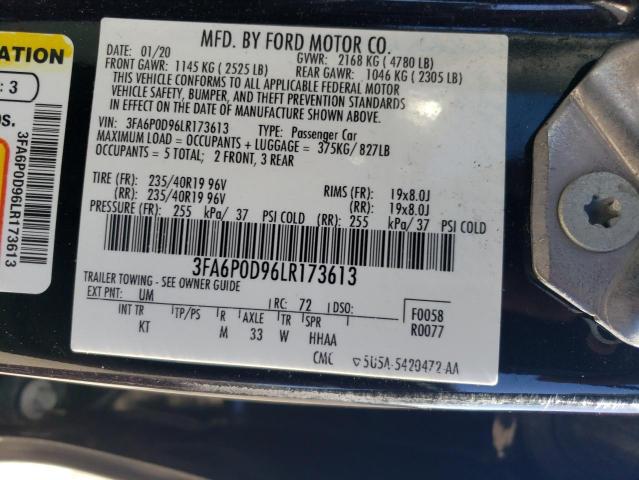 MFD. BY FORD MOTOR CO.
DATE: 01/20 GVWR: 2168 KG ( 4780 LB)
FRONT GAWR: 1145 KG ( 2525 LB) REAR GAWR: 1046 KG ( 2305 LB)
THIS VEHICLE CONFORMS TO ALL APPLICABLE FEDERAL MOTOR
VEHICLE SAFETY, BUMPER, AND THEFT PREVENTION STANDARDS
IN EFFECT ON THE DATE OF MANUFACTURE SHOWN ABOVE.
VIN: 3FA6P0D96LR173613 TYPE: Passenger Car
MAXIMUM LOAD = OCCUPANTS + LUGGAGE = 375KG/ 827LB
OCCUPANTS = 5 TOTAL; 2 FRONT, 3 REAR
TIRE (FR): 235/40R19 96V RIMS (FR): 19x8.0J
(RR): 235/40R19 96V (RR): 19x8.0J
PRESSURE (FR): 255 kPa/ 37 PSI COLD (RR): 255 kPa/ 37 PSI COLD
3FA6P0D96LR173613
TRAILER TOWING - SEE OWNER GUIDE
EXT PNT: UM RC: 72 DSO: F0058
R0077
INT TR TP/PS R AXLE TR SPR
KT M 33 W HHAA
CMC 5U5A-5420472-AA
ATION
: 3
os.
3FA6P0D96LR173613